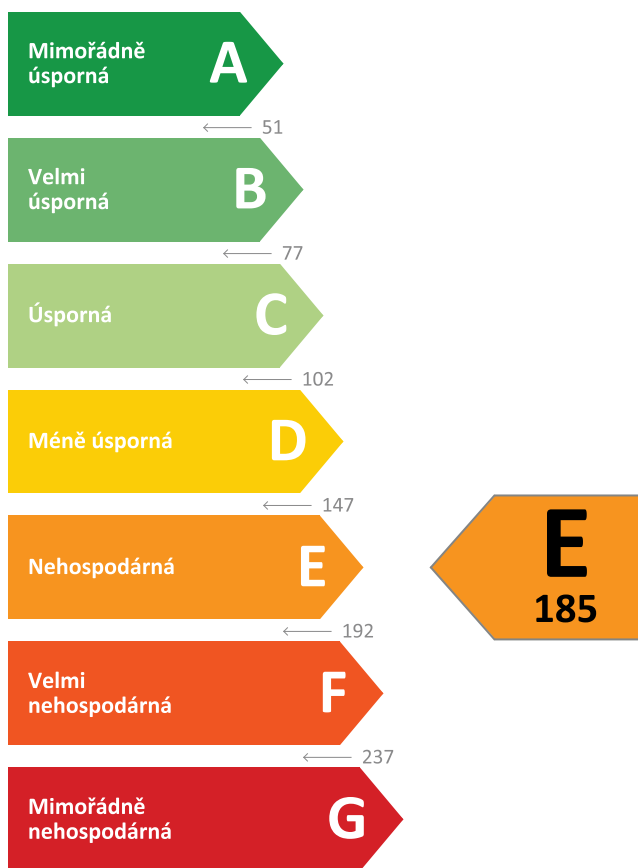 Mimořádně
úsporná
A
51
Velmi
úsporná
B
77
Úsporná
C
102
Méně úsporná
D
147
Nehospodárná
E
192
E
185
Velmi
nehospodárná
F
237
Mimořádně
nehospodárná
G